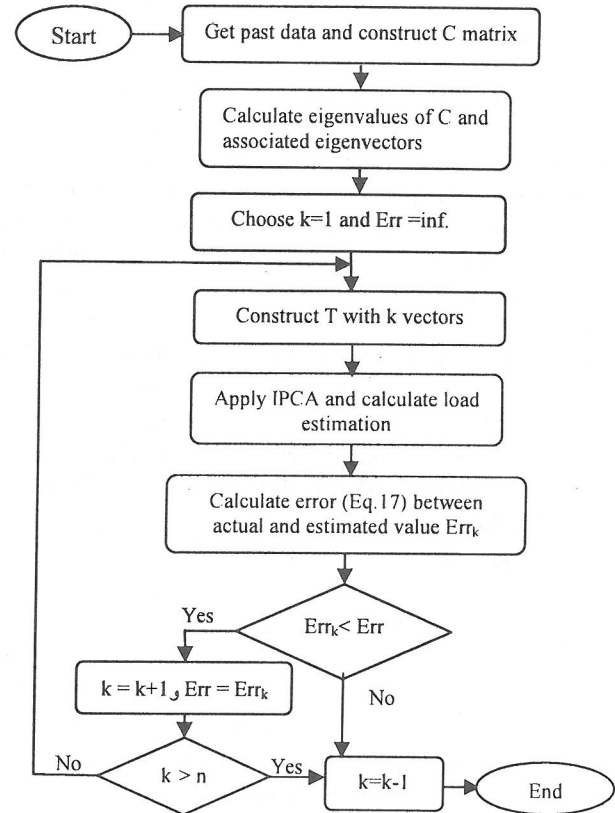 Start
Get past data and construct C matrix
Calculate eigenvalues of C and
associated eigenvectors
Choose k=1 and Err =inf.
Construct T with k vectors
Apply IPCA and calculate load
estimation
Calculate error (Eq.17) between
actual and estimated value Errk
Yes
Errk< Err
k = k+1 و Err = Errk
No
No
k > n
Yes
k=k-1
End